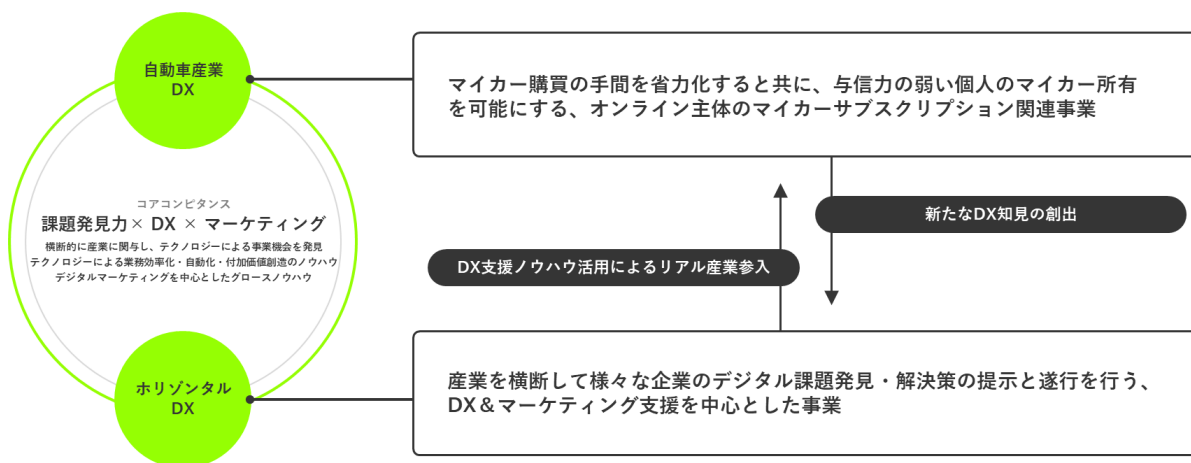 自動車産業
DX
マイカー購買の手間を省力化すると共に、与信力の弱い個人のマイカー所有
を可能にする、オンライン主体のマイカーサブスクリプション関連事業
コアコンピタンス
課題発見力× DX × マーケティング
横断的に産業に関与し、テクノロジーによる事業機会を発見
テクノロジーによる業務効率化・自動化・付加価値創造のノウハウ
デジタルマーケティングを中心としたグロースノウハウ
新たなDX知見の創出
DX支援ノウハウ活用によるリアル産業参入
ホリゾンタル
DX
産業を横断して様々な企業のデジタル課題発見・解決策の提示と遂行を行う、
DX＆マーケティング支援を中心とした事業